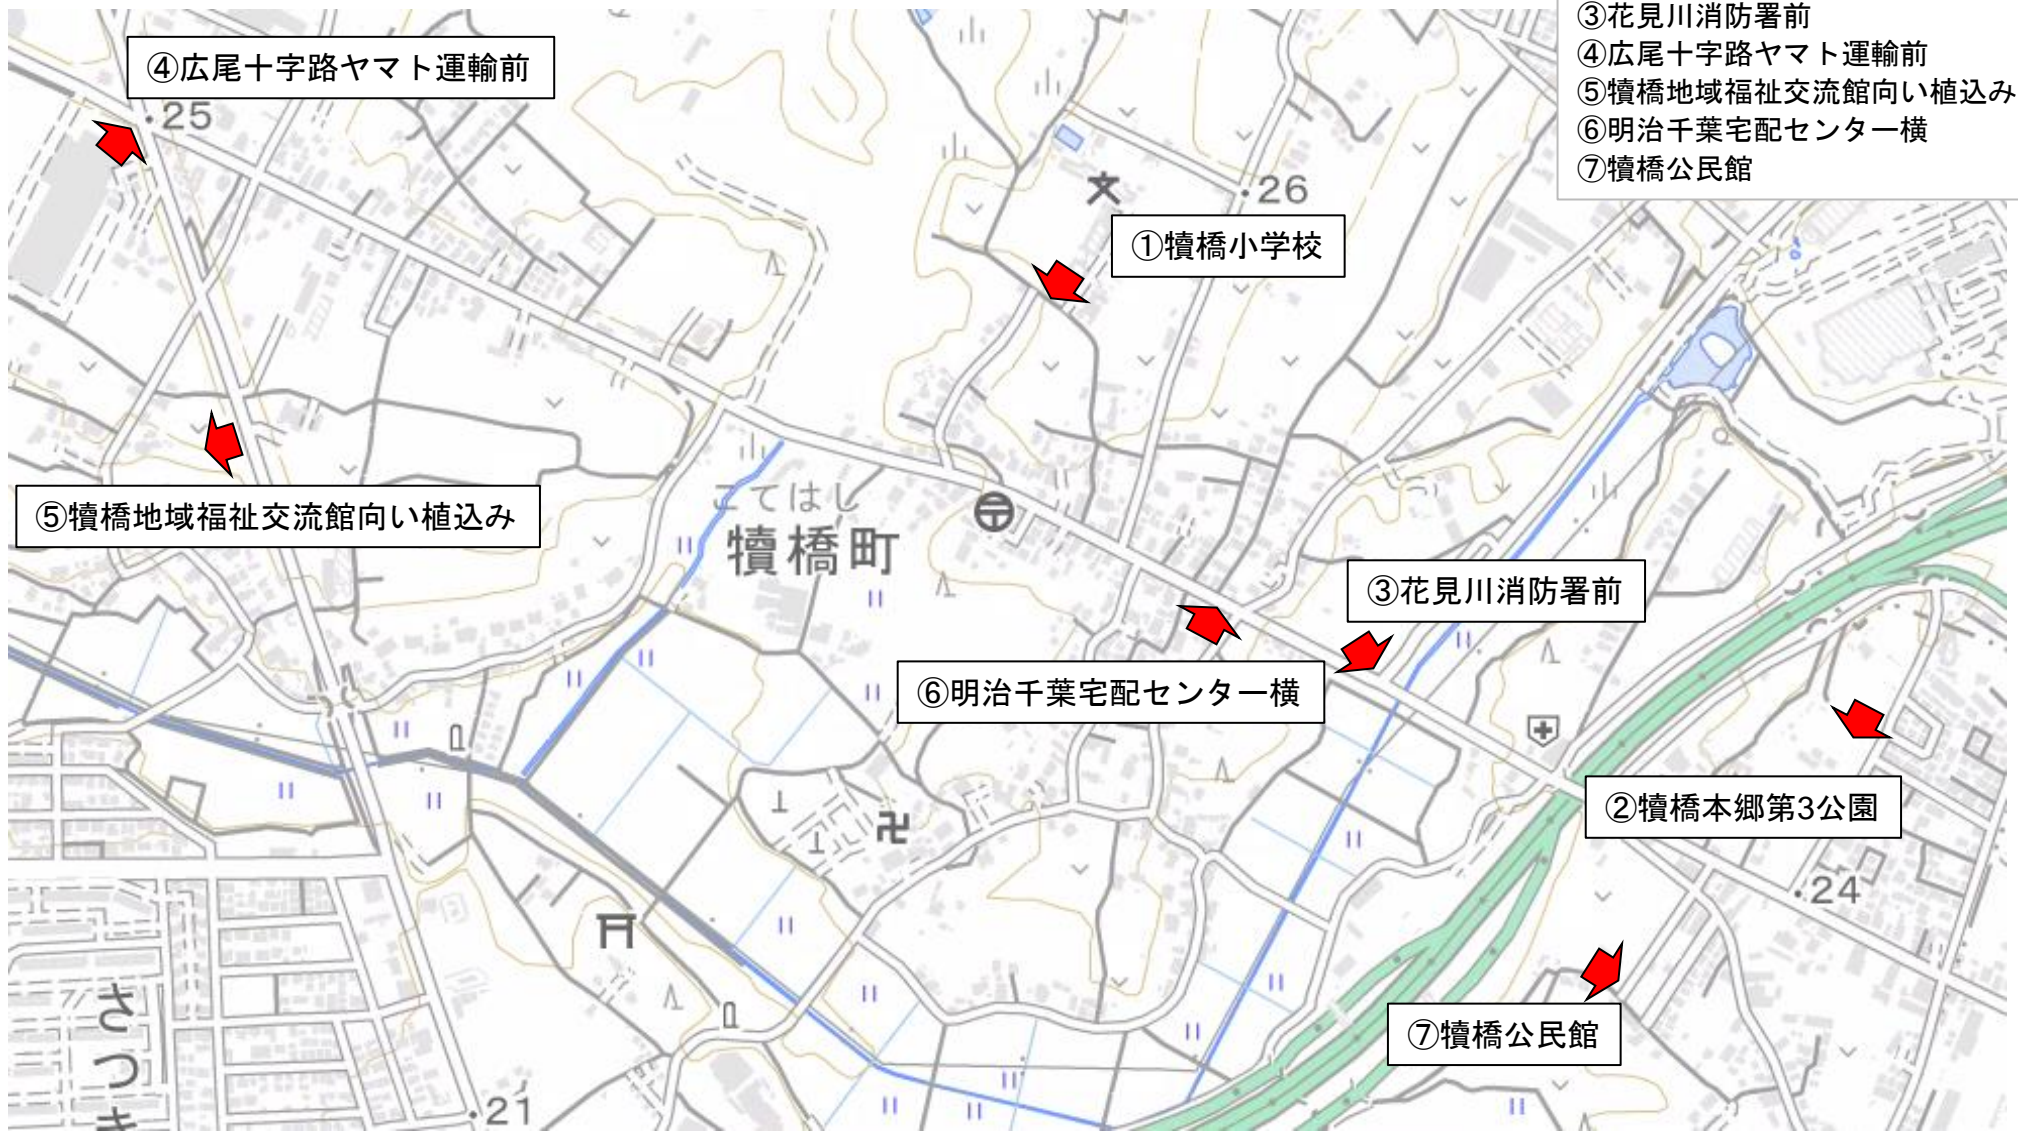 ③花見川消防署前
④広尾十字路ヤマト運輸前
⑤犢橋地域福祉交流館向い植込み
⑥明治千葉宅配センター横
⑦犢橋公民館
④広尾十字路ヤマト運輸前
25
26
①犢橋小学校
⑤犢橋地域福祉交流館向い植込み
こてはし
犢橋町
③花見川消防署前
⑥明治千葉宅配センター横
②犢橋本郷第3公園
24
⑦犢橋公民館
さつき
21